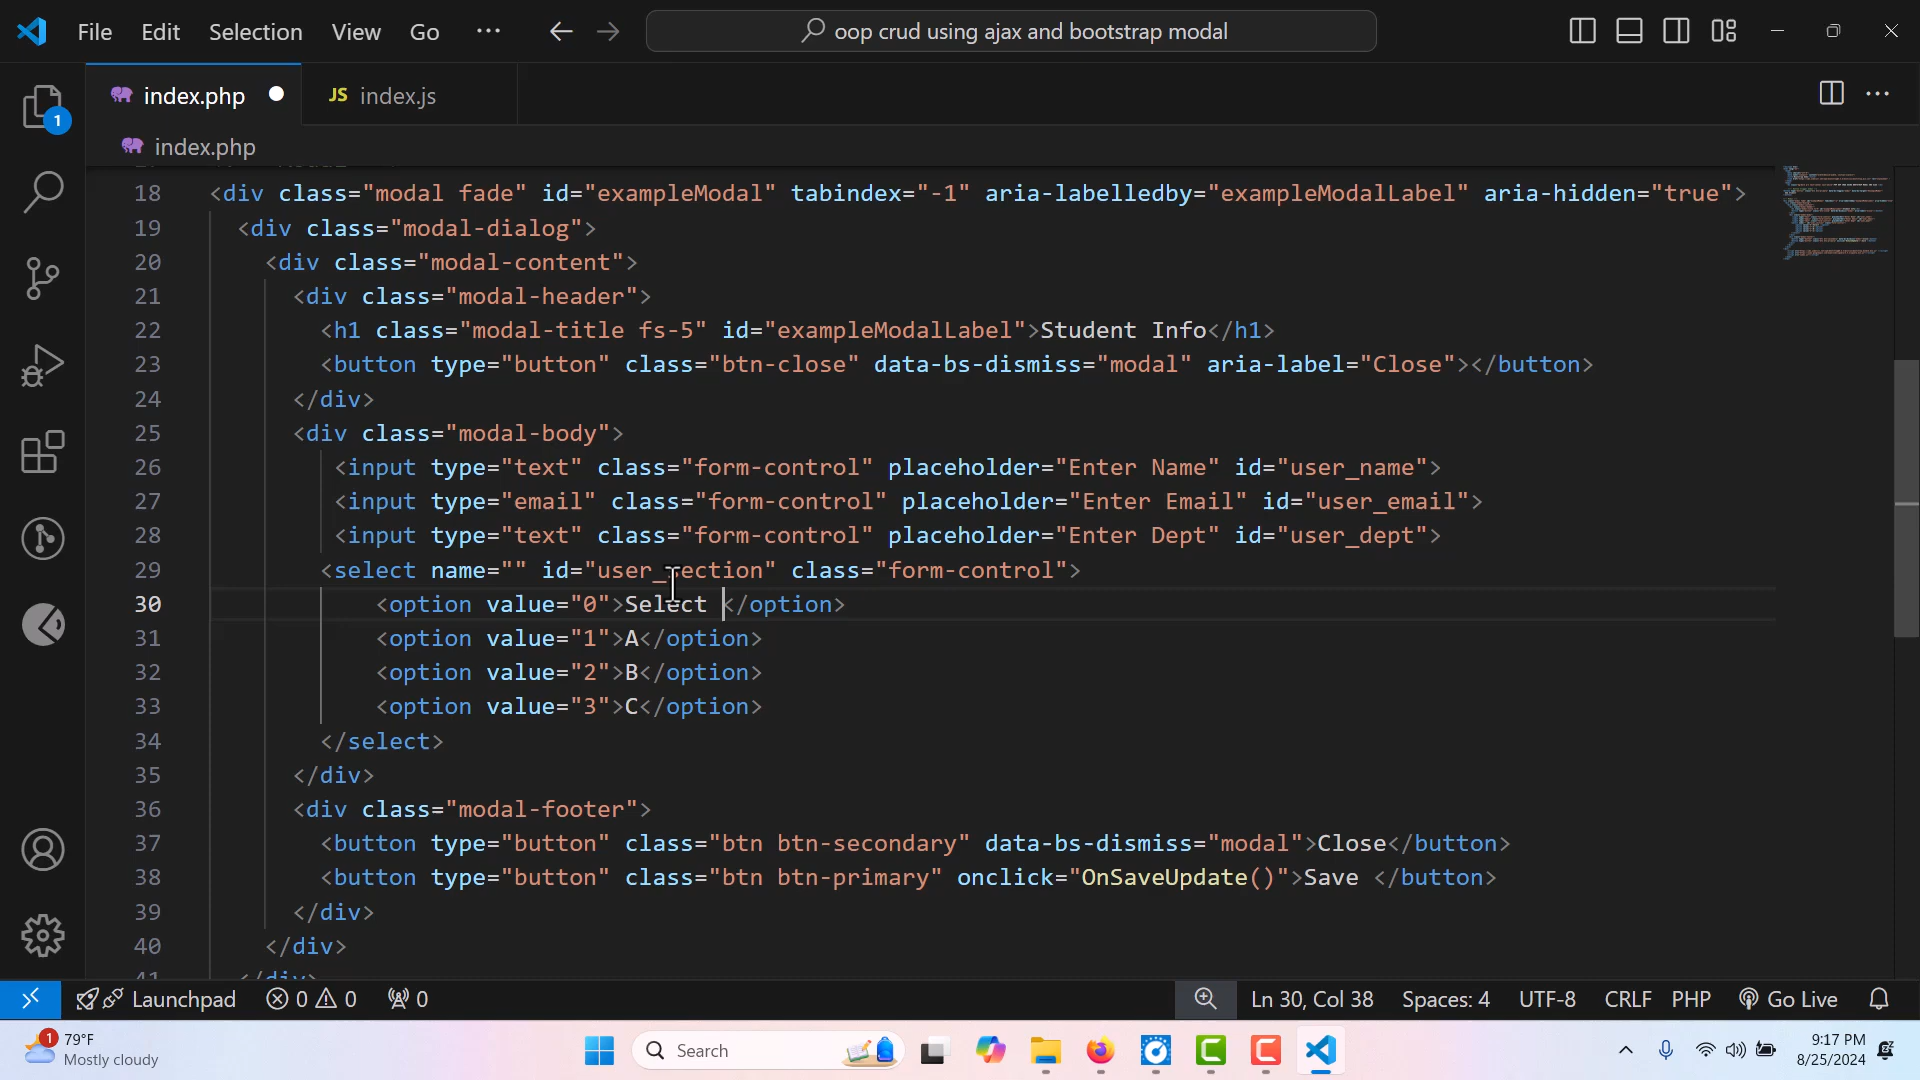 File Edit Selection View Go ··· oop crud using ajax and bootstrap modal
index.php JS index.js
1
index.php
18 <div class="modal fade" id="exampleModal" tabindex="-1" aria-labelledby="exampleModalLabel" aria-hidden="true">
19 <div class="modal-dialog">
20 <div class="modal-content">
21 <div class="modal-header">
22 <h1 class="modal-title fs-5" id="exampleModalLabel">Student Info</h1>
23 <button type="button" class="btn-close" data-bs-dismiss="modal" aria-label="Close"></button>
24 </div>
25 <div class="modal-body">
26 <input type="text" class="form-control" placeholder="Enter Name" id="user_name">
27 <input type="email" class="form-control" placeholder="Enter Email" id="user_email">
28 <input type="text" class="form-control" placeholder="Enter Dept" id="user_dept">
29 <select name="" id="user_section" class="form-control">
30 <option value="0">Select </option>
31 <option value="1">A</option>
32 <option value="2">B</option>
33 <option value="3">C</option>
34 </select>
35 </div>
36 <div class="modal-footer">
37 <button type="button" class="btn btn-secondary" data-bs-dismiss="modal">Close</button>
38 <button type="button" class="btn btn-primary" onclick="OnSaveUpdate()">Save </button>
39 </div>
40 </div>
41 </div>
Launchpad 0 0 0 Ln 30, Col 38 Spaces: 4 UTF-8 CRLF PHP Go Live
1 79°F
Mostly cloudy
Search
9:17 PM
8/25/2024